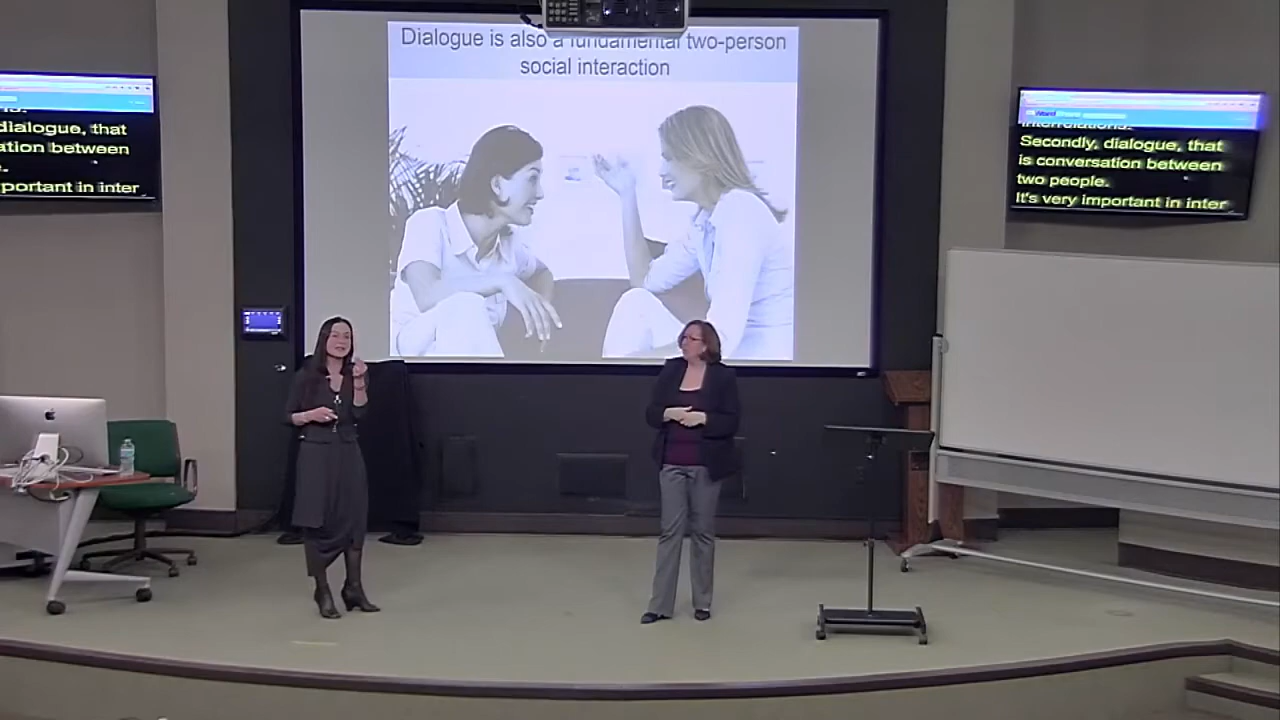 Dialogue is also a fundamental two-person
social interaction
dialogue, that
ation between
portant in inter
interrelations.
Secondly, dialogue, that
is conversation between
two people.
It's very important in inter